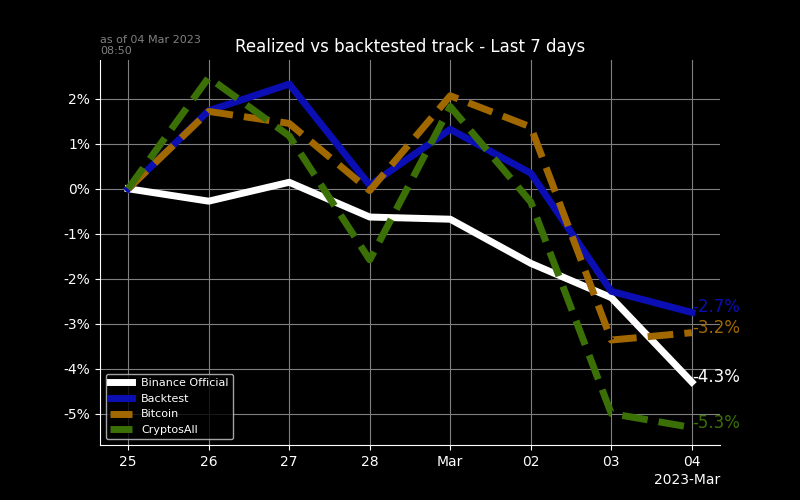 as of 04 Mar 2023
08:50
Realized vs backtested track - Last 7 days
2%
1%
0%
-1%
-2%
-3%
-4%
-5%
-2.7%
-3.2%
-4.3%
-5.3%
Binance Official
Backtest
Bitcoin
CryptosAll
25 26 27 28 Mar 02 03 04
2023-Mar